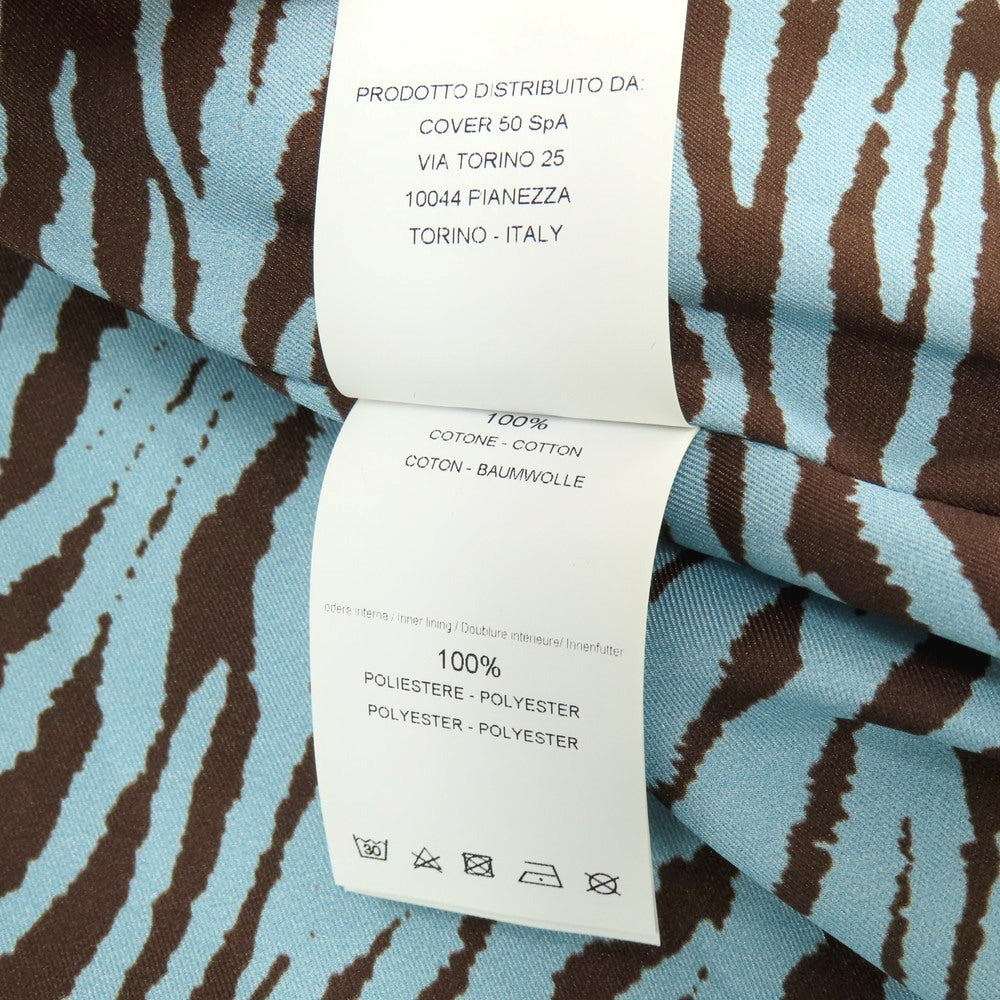 PRODOTTO DISTRIBUITO DA:
COVER 50 SpA
VIA TORINO 25
10044 PIANEZZA
TORINO - ITALY
100%
COTONE - COTTON
COTON - BAUMWOLLE
interna / Inner lining / Doublure interieure/ Innenfutter
100%
POLIESTERE - POLYESTER
POLYESTER - POLYESTER
30